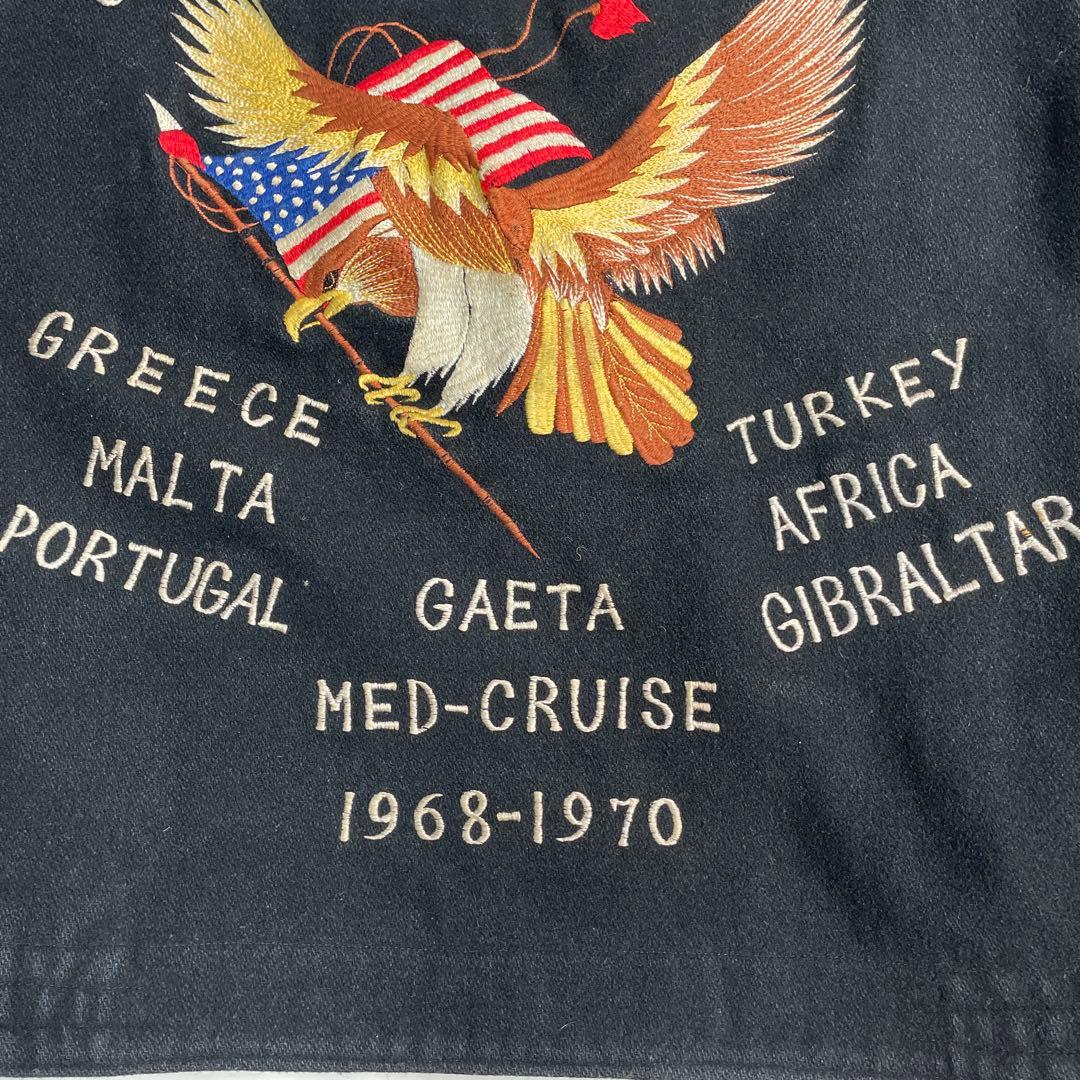 GREECE
MALTA
PORTUGAL
TURKEY
AFRICA
GIBRALTAR
GAETA
MED-CRUISE
1968-1970